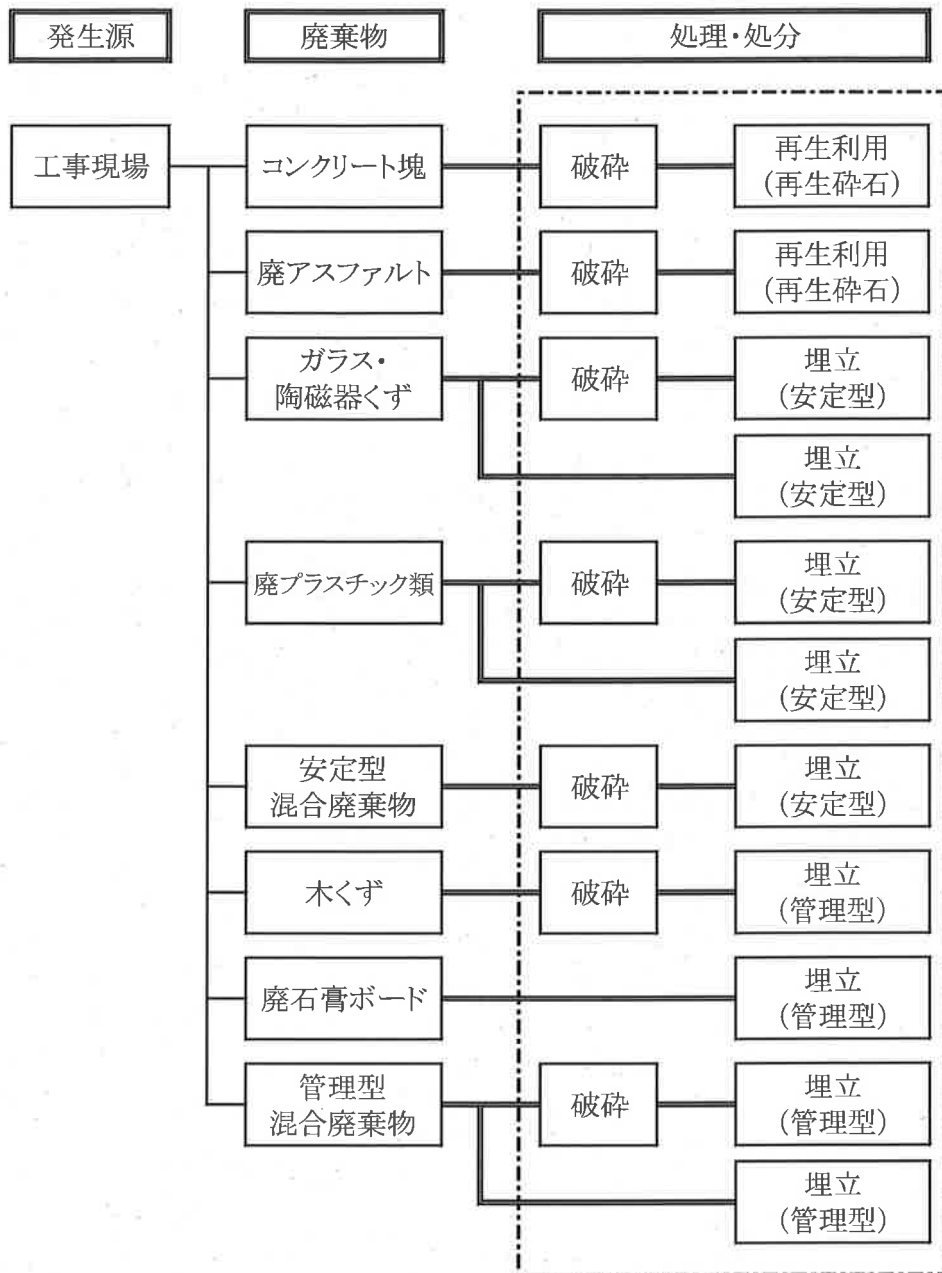 発生源
廃棄物
処理・処分
工事現場
コンクリート塊
破砕
再生利用
(再生砕石)
廃アスファルト
破砕
再生利用
(再生砕石)
ガラス・
陶磁器くず
破砕
埋立
(安定型)
埋立
(安定型)
廃プラスチック類
破砕
埋立
(安定型)
埋立
(安定型)
安定型
混合廃棄物
破砕
埋立
(安定型)
木くず
破砕
埋立
(管理型)
廃石膏ボード
埋立
(管理型)
管理型
混合廃棄物
破砕
埋立
(管理型)
埋立
(管理型)